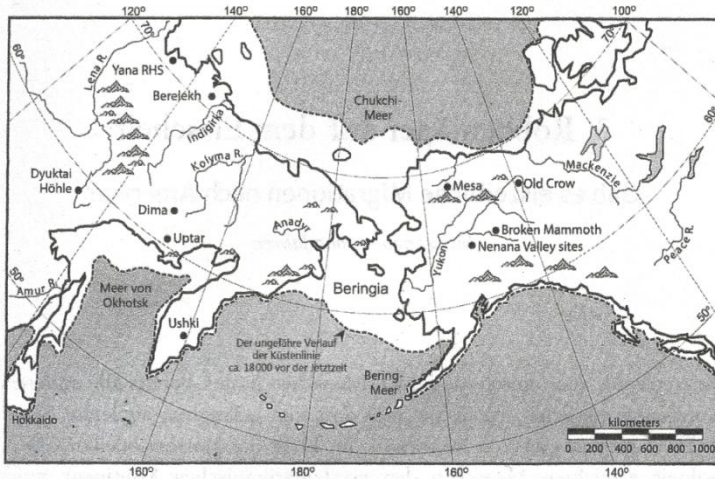 120°
140°
160°
180°
160°
140°
120°
100°
60°
70°
70°
60°
Lena R.
Yana RHS
Berelekh
Indigirka
Kolyma R.
Dyuktai
Höhle
Dima
Uptar
Anadyr
Chukchi-
Meer
Mesa
Old Crow
Mackenzie
Broken Mammoth
Nenana Valley sites
Yukon
Peace R.
50°
Amur R.
Meer von
Okhotsk
Ushki
Beringia
50°
Der ungefähre Verlauf
der Küstenlinie
ca. 18000 vor der Jetztzeit
Bering-
Meer
Hokkaido
kilometers
0 200 400 600 800 1000
160°
180°
160°
140°